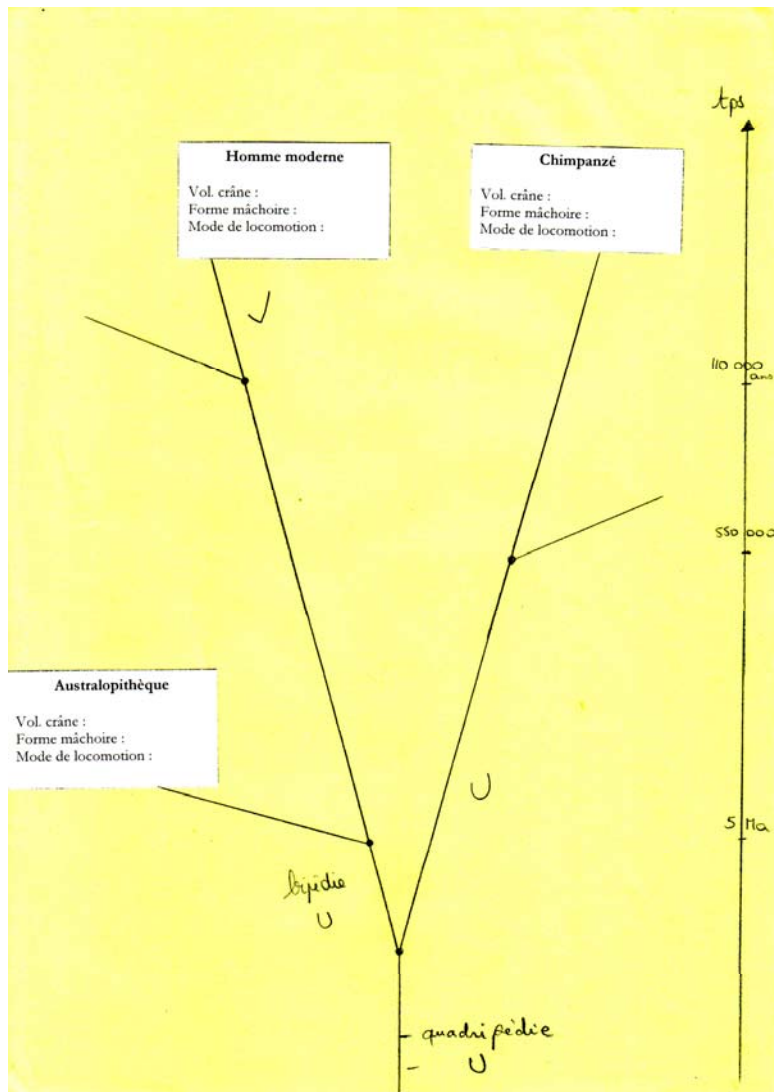 tps
Homme moderne
Vol. crâne :
Forme mâchoire :
Mode de locomotion :
Chimpanzé
Vol. crâne :
Forme mâchoire :
Mode de locomotion :
110 000
ans
550 000
Australopithèque
Vol. crâne :
Forme mâchoire :
Mode de locomotion :
U
5 Ma
bipédie
U
quadripédie
U